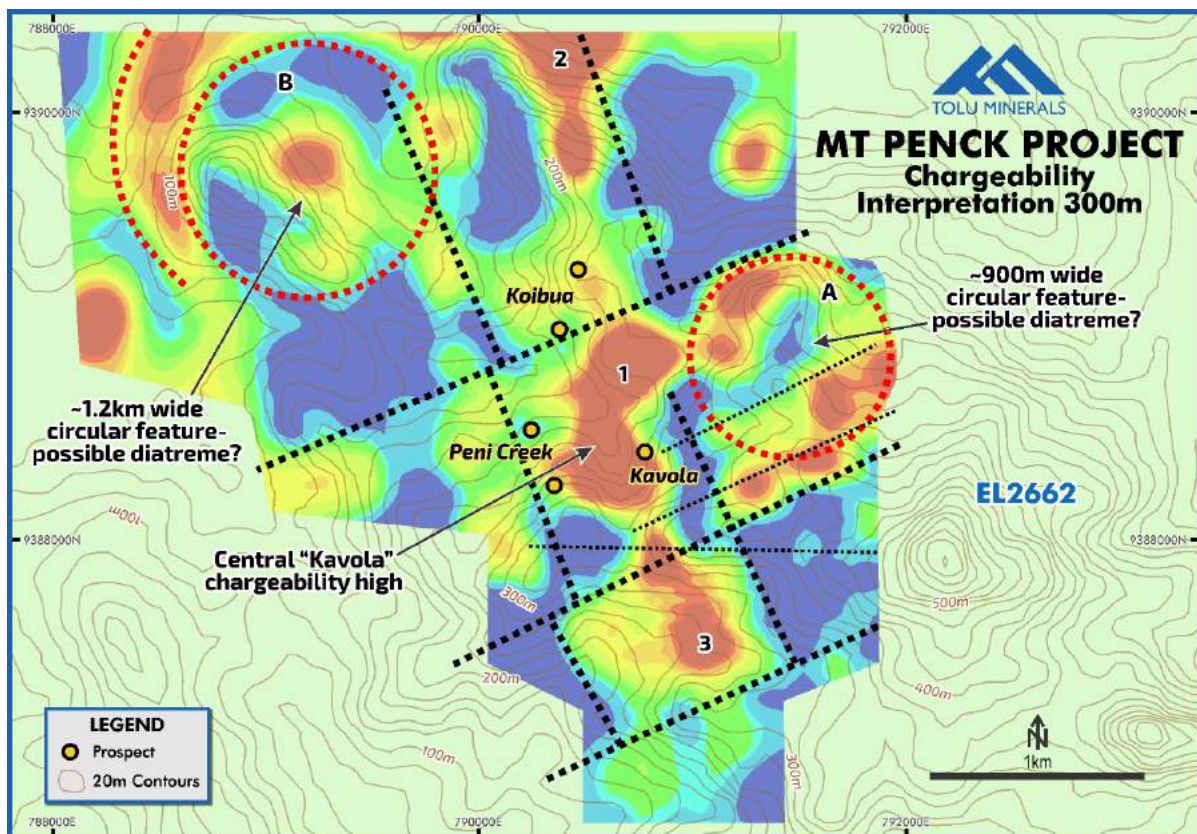 788000E
790000E
792000E
9390000N
9390000N
TOLU MINERALS
MT PENCK PROJECT
Chargeability
Interpretation 300m
B
2
A
100m
200m
Koibua
~900m wide
circular feature-
possible diatreme?
1
~1.2km wide
circular feature-
possible diatreme?
Peni Creek
Kavola
EL2662
100m
9388000N
9388000N
Central "Kavola"
chargeability high
300m
500m
3
200m
400m
LEGEND
Prospect
20m Contours
100m
300m
N
1km
788000E
790000E
792000E